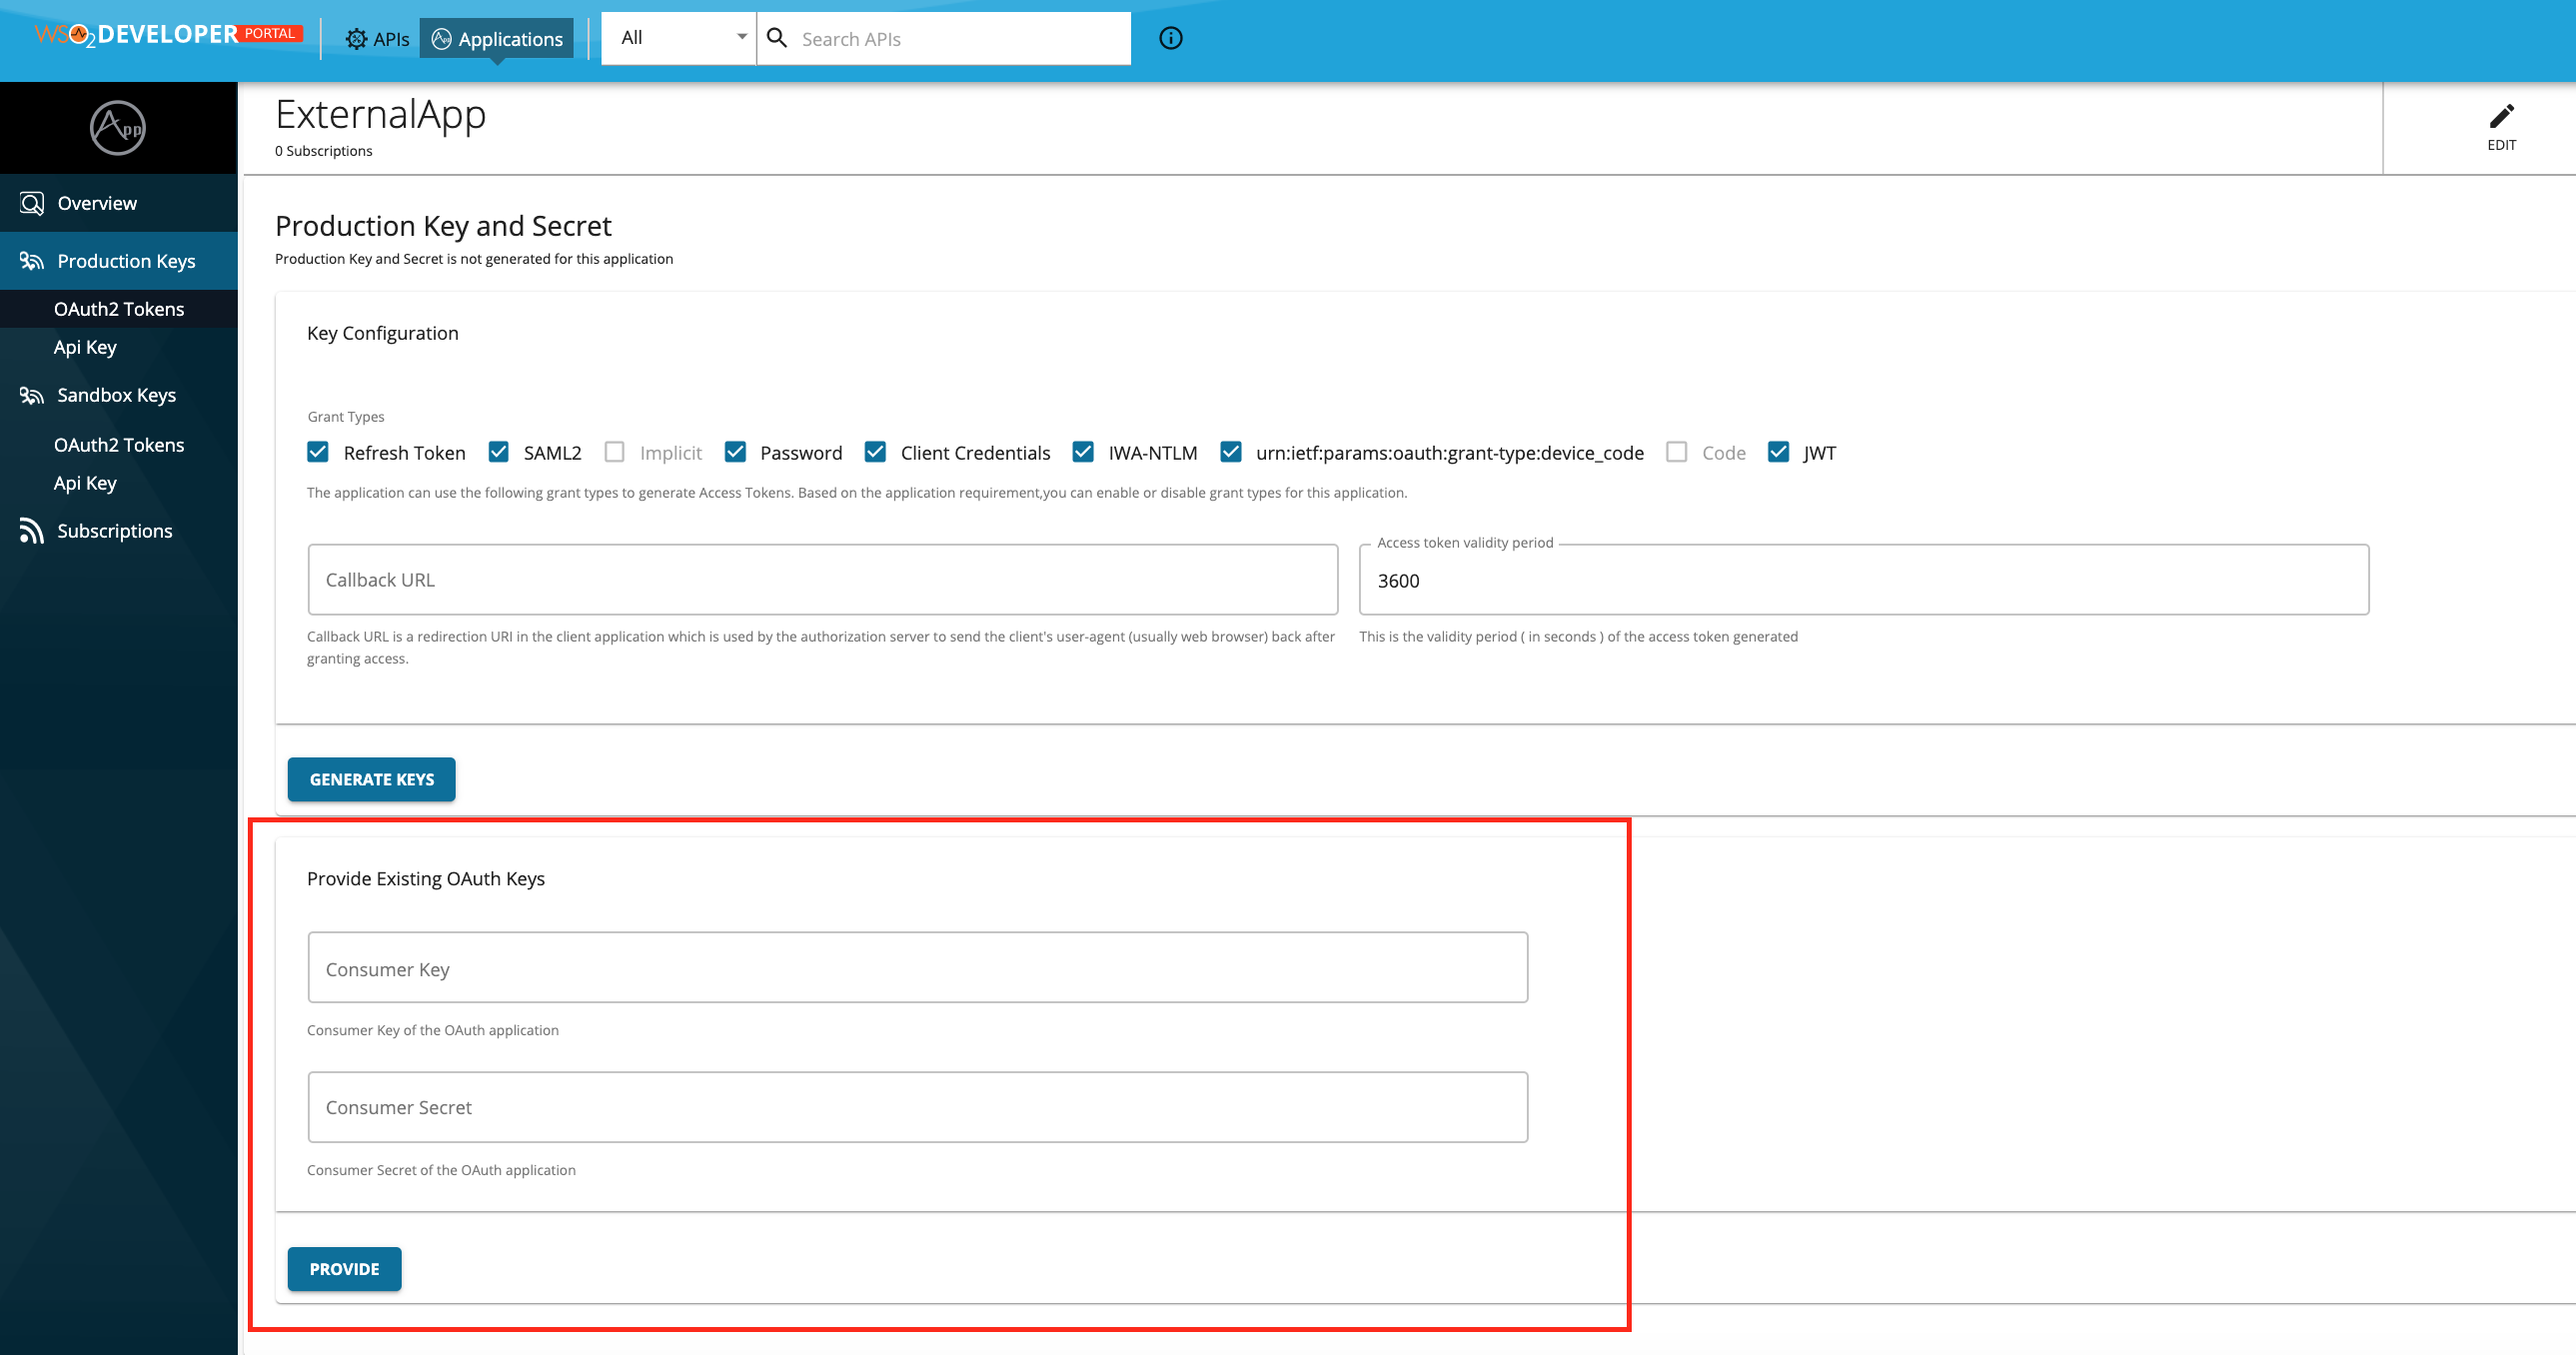 WSO2 DEVELOPER PORTAL
APIs
Applications
All
Search APIs
App
ExternalApp
0 Subscriptions
EDIT
Overview
Production Keys
OAuth2 Tokens
Api Key
Sandbox Keys
OAuth2 Tokens
Api Key
Subscriptions
Production Key and Secret
Production Key and Secret is not generated for this application
Key Configuration
Grant Types
Refresh Token SAML2 Implicit Password Client Credentials IWA-NTLM urn:ietf:params:oauth:grant-type:device_code Code JWT
The application can use the following grant types to generate Access Tokens. Based on the application requirement,you can enable or disable grant types for this application.
Callback URL
Callback URL is a redirection URI in the client application which is used by the authorization server to send the client's user-agent (usually web browser) back after
granting access.
Access token validity period
3600
This is the validity period ( in seconds ) of the access token generated
GENERATE KEYS
Provide Existing OAuth Keys
Consumer Key
Consumer Key of the OAuth application
Consumer Secret
Consumer Secret of the OAuth application
PROVIDE